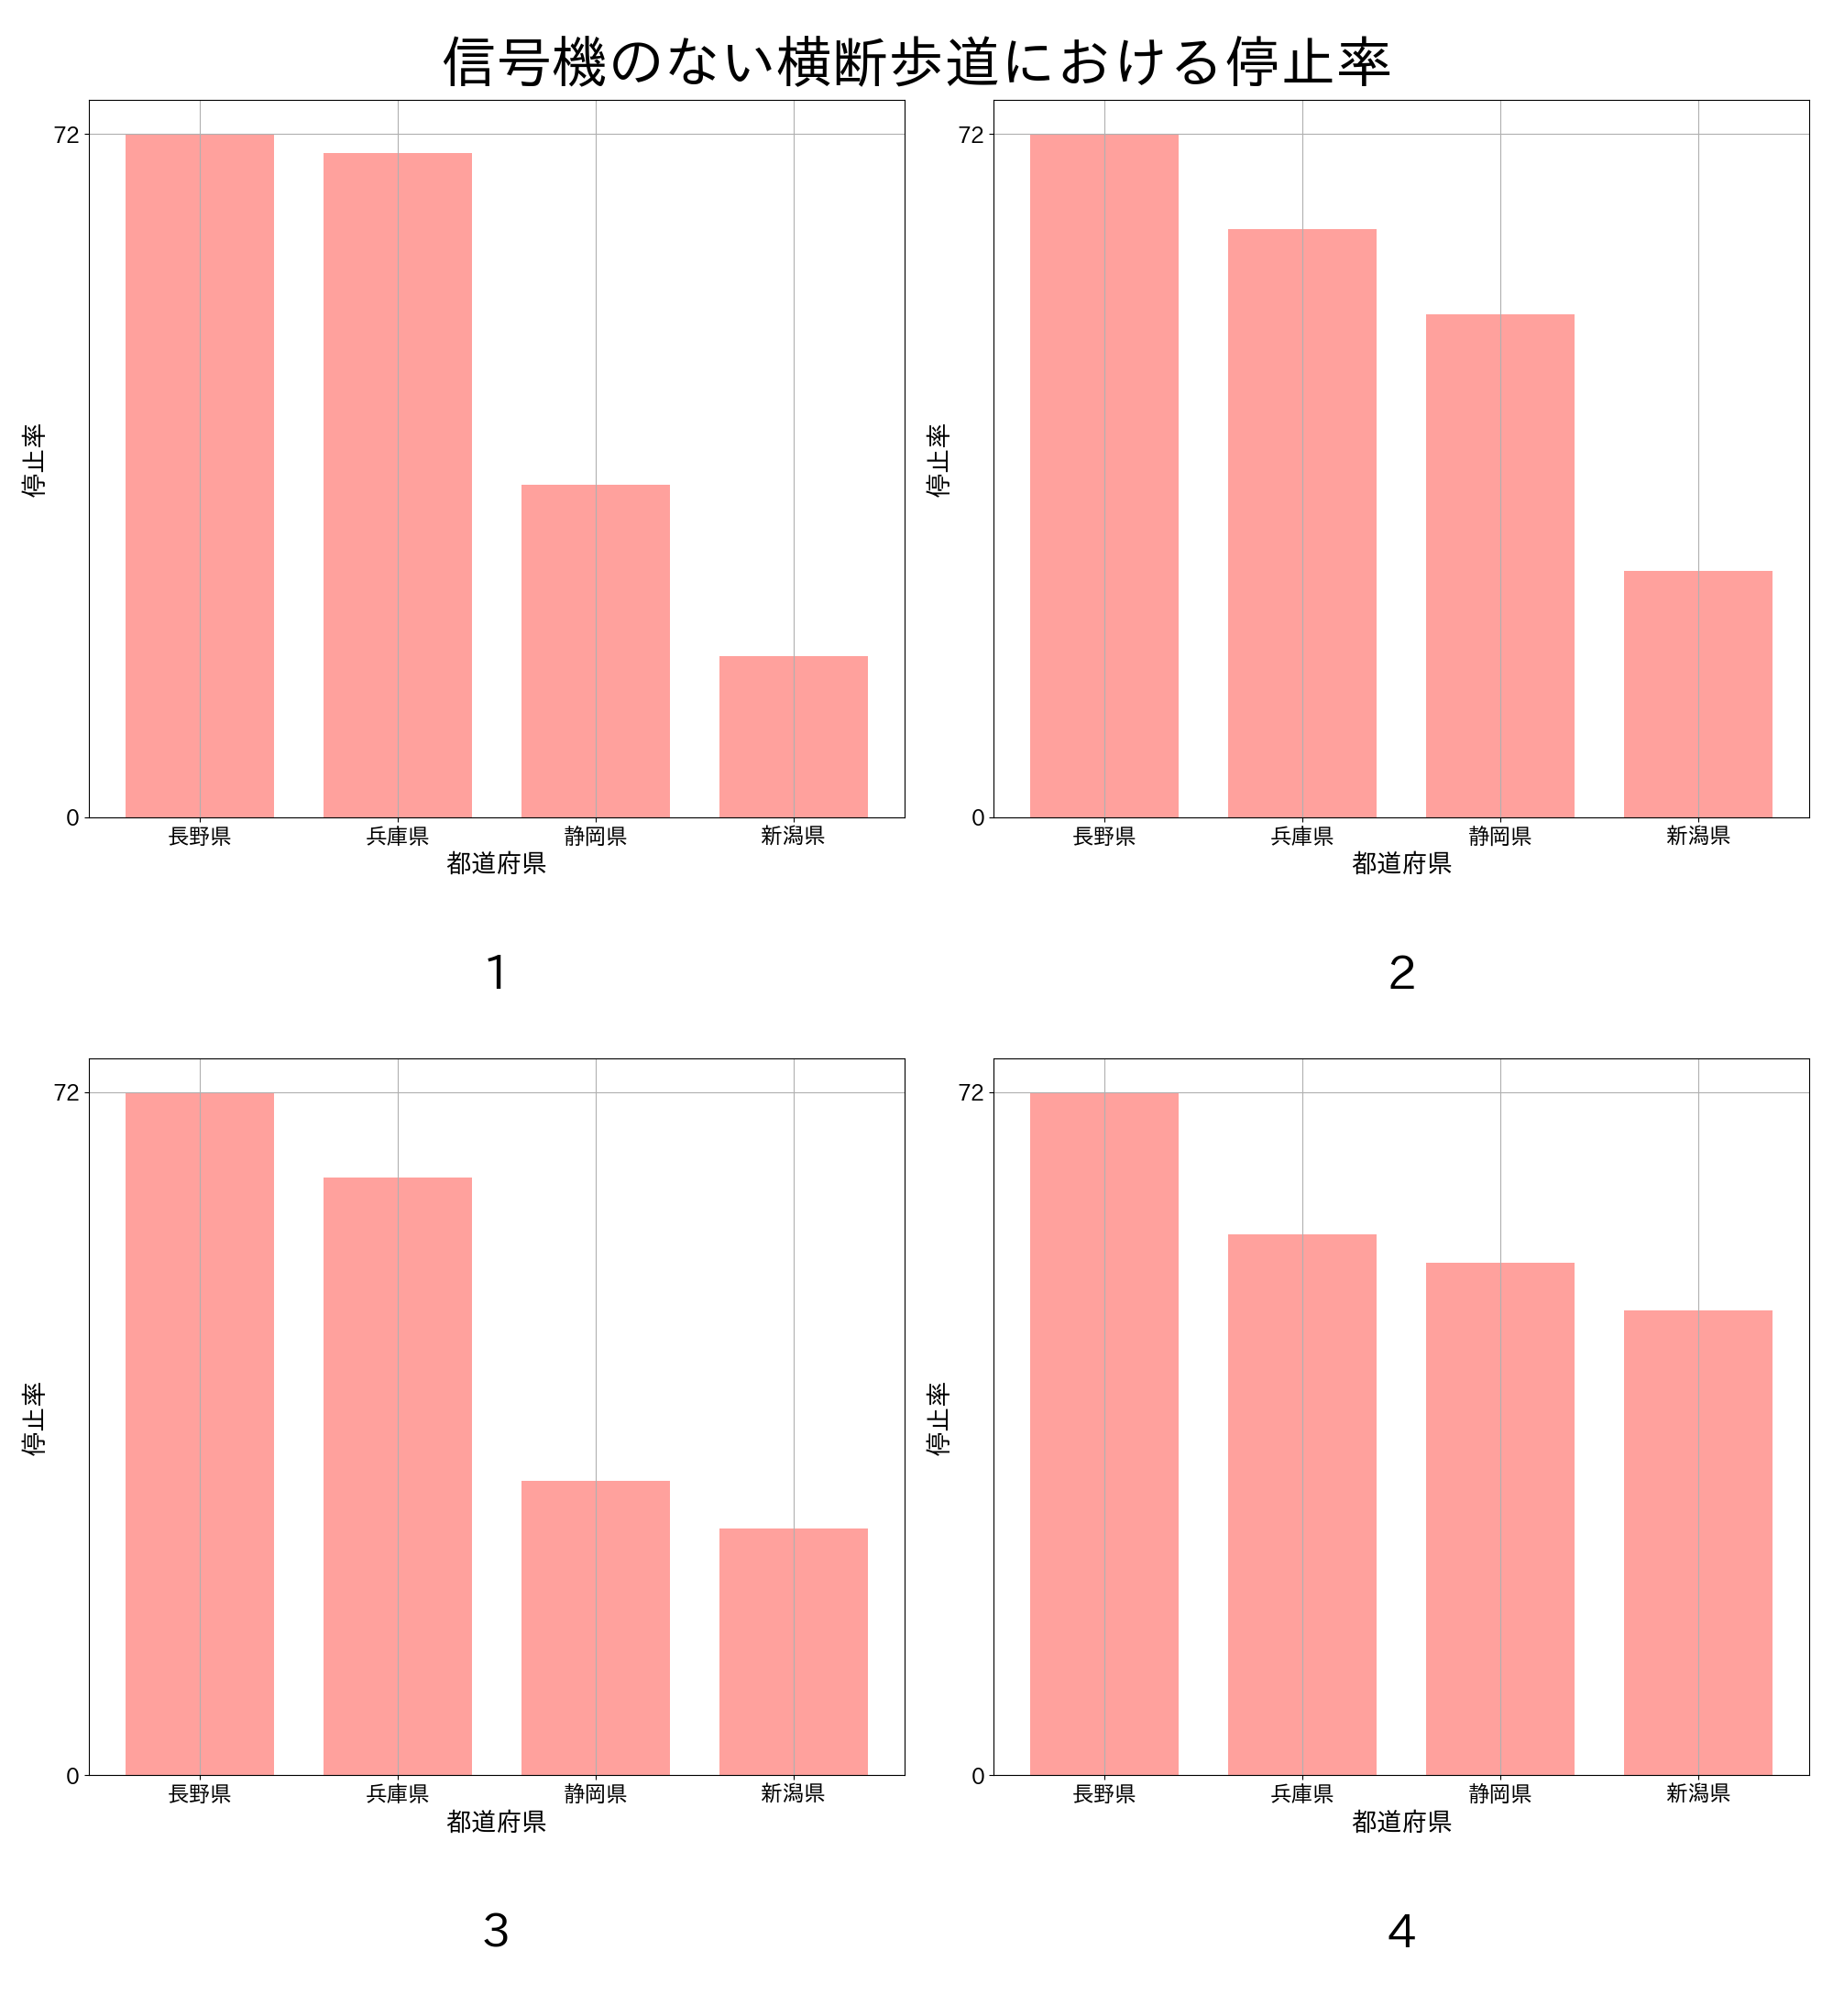 信号機のない横断歩道における停止率
72
0
停止率
長野県 兵庫県 静岡県 新潟県
都道府県
1
72
0
停止率
長野県 兵庫県 静岡県 新潟県
都道府県
2
72
0
停止率
長野県 兵庫県 静岡県 新潟県
都道府県
3
72
0
停止率
長野県 兵庫県 静岡県 新潟県
都道府県
4